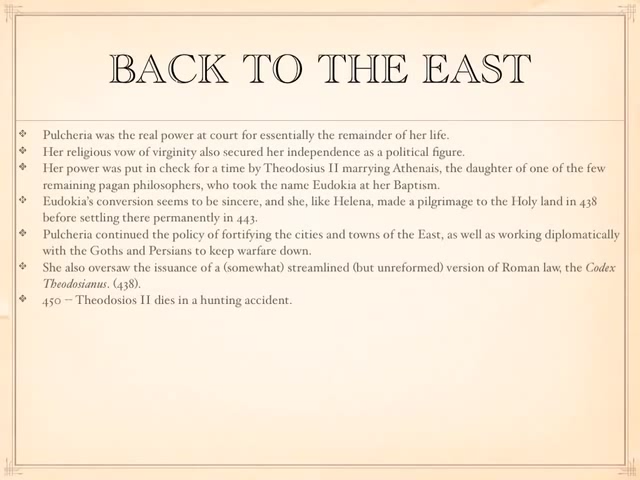 BACK TO THE EAST
❖ Pulcheria was the real power at court for essentially the remainder of her life.
❖ Her religious vow of virginity also secured her independence as a political figure.
❖ Her power was put in check for a time by Theodosius II marrying Athenais, the daughter of one of the few
remaining pagan philosophers, who took the name Eudokia at her Baptism.
❖ Eudokia's conversion seems to be sincere, and she, like Helena, made a pilgrimage to the Holy land in 438
before settling there permanently in 443.
❖ Pulcheria continued the policy of fortifying the cities and towns of the East, as well as working diplomatically
with the Goths and Persians to keep warfare down.
❖ She also oversaw the issuance of a (somewhat) streamlined (but unreformed) version of Roman law, the Codex
Theodosianus. (438).
❖ 450 -- Theodosios II dies in a hunting accident.